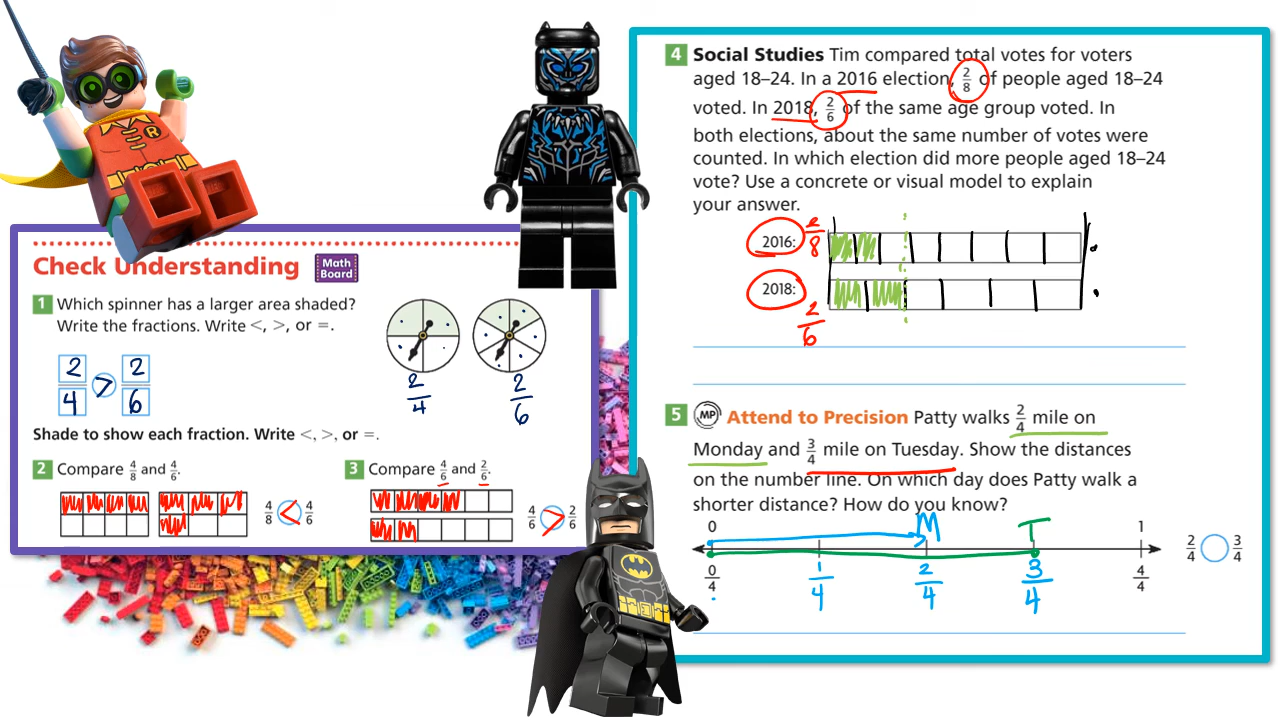 Check Understanding
Math
Board
1 Which spinner has a larger area shaded?
Write the fractions. Write <, >, or =.
2/4 > 2/6
2/4 2/6
Shade to show each fraction. Write <, >, or =.
2 Compare 4/8 and 4/6.
4/8 < 4/6
3 Compare 4/6 and 2/6.
4/6 > 2/6
4 Social Studies Tim compared total votes for voters
aged 18–24. In a 2016 election, 2/8 of people aged 18–24
voted. In 2018, 2/6 of the same age group voted. In
both elections, about the same number of votes were
counted. In which election did more people aged 18–24
vote? Use a concrete or visual model to explain
your answer.
2016: 2/8
2018: 2/6
5 MP Attend to Precision Patty walks 2/4 mile on
Monday and 3/4 mile on Tuesday. Show the distances
on the number line. On which day does Patty walk a
shorter distance? How do you know?
0 M T 1
0/4 1/4 2/4 3/4 4/4
2/4 3/4
R